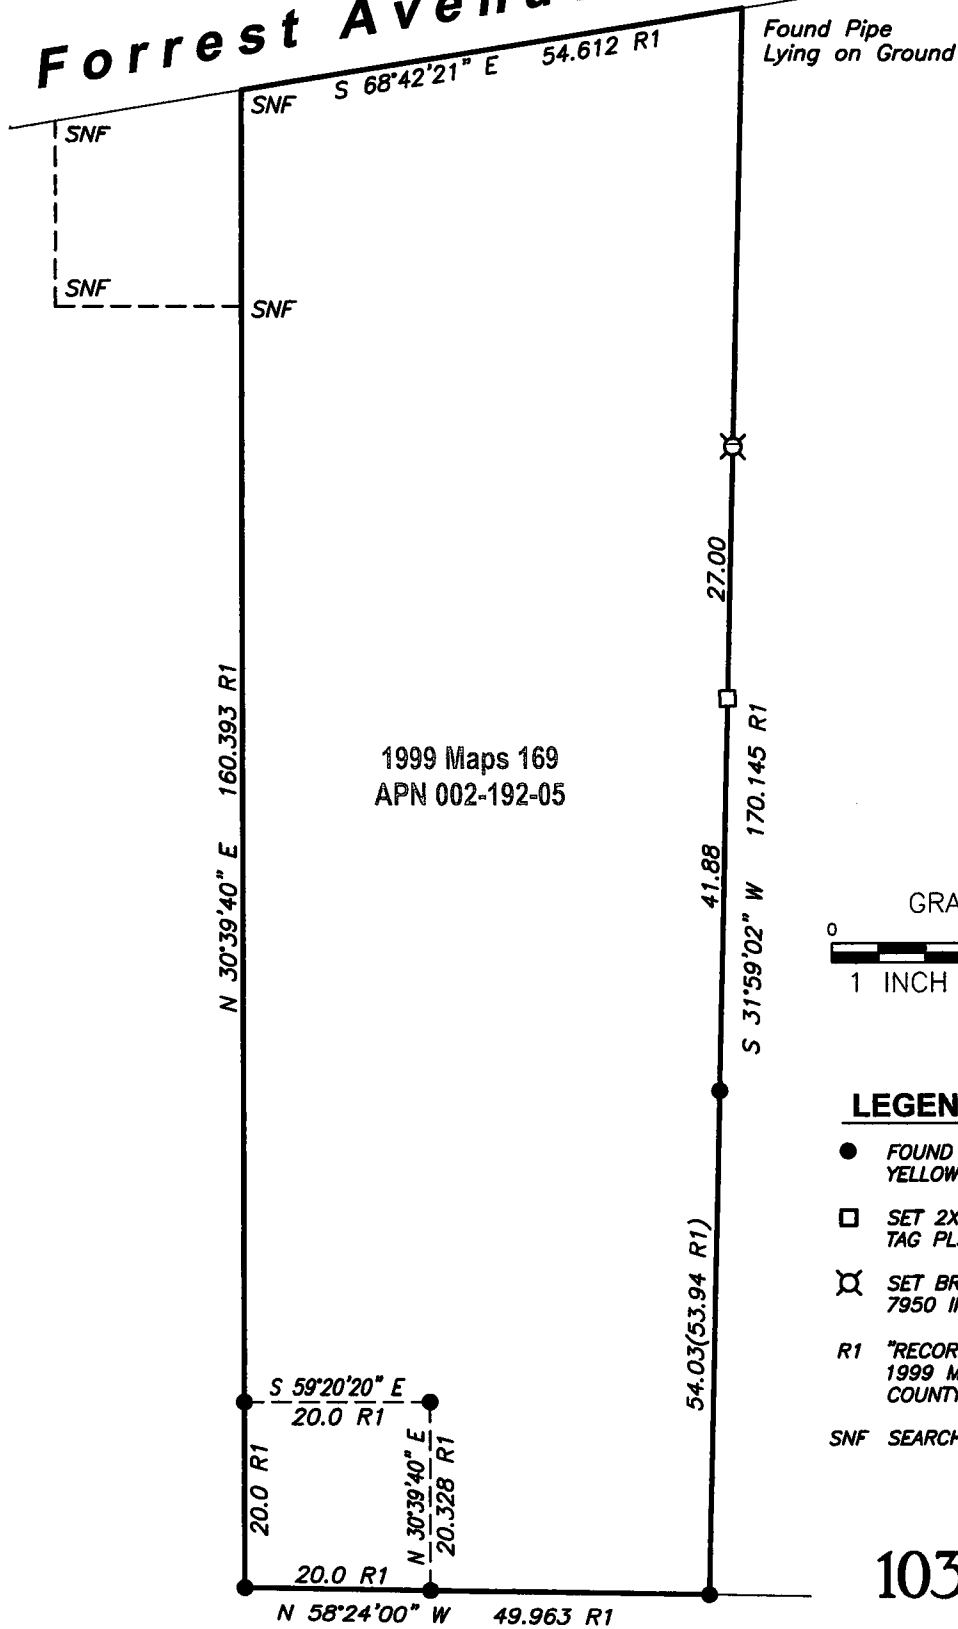 Forrest Avenu
Found Pipe
Lying on Ground
S 68°42'21" E 54.612 R1
SNF
SNF
SNF
SNF
27.00
N 30°39'40" E 160.393 R1
1999 Maps 169
APN 002-192-05
S 31°59'02" W 170.145 R1
41.88
GRA
0
1 INCH
LEGEN
FOUND
YELLOW
SET 2X
TAG PL
SET BR
7950 I
R1 "RECOR
1999 M
COUNTY
SNF SEARCH
54.03(53.94 R1)
S 59°20'20" E
20.0 R1
20.0 R1
N 30°39'40" E
20.328 R1
20.0 R1
N 58°24'00" W 49.963 R1
103